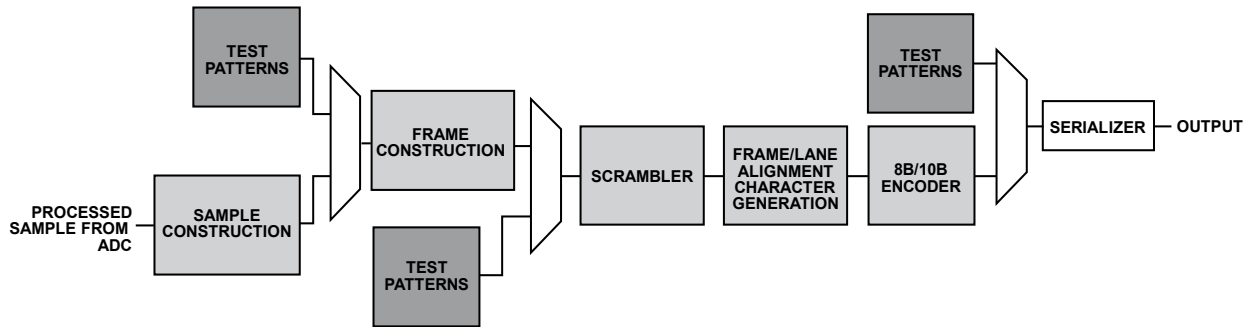 TEST
PATTERNS
PROCESSED
SAMPLE FROM
ADC
SAMPLE
CONSTRUCTION
FRAME
CONSTRUCTION
TEST
PATTERNS
SCRAMBLER
FRAME/LANE
ALIGNMENT
CHARACTER
GENERATION
8B/10B
ENCODER
TEST
PATTERNS
SERIALIZER
OUTPUT